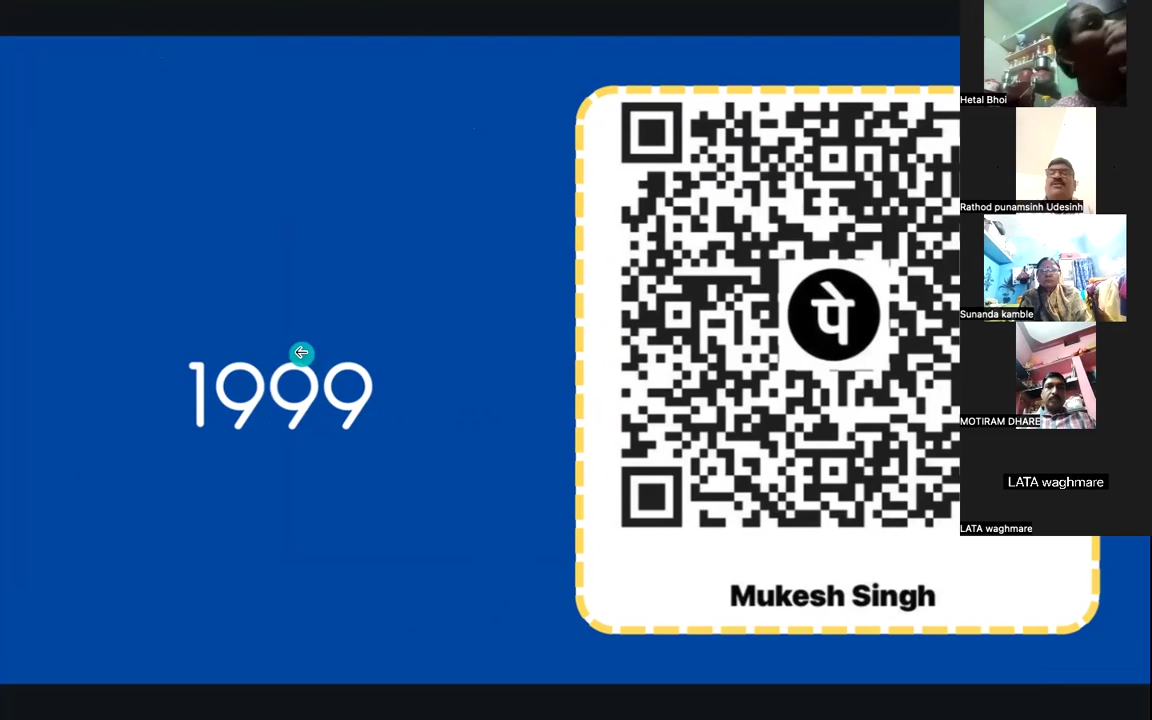 1999
पे
Mukesh Singh
Hetal Bhoi
Rathod punamsinh Udesinh
Sunanda kamble
MOTIRAM DHARE
LATA waghmare
LATA waghmare